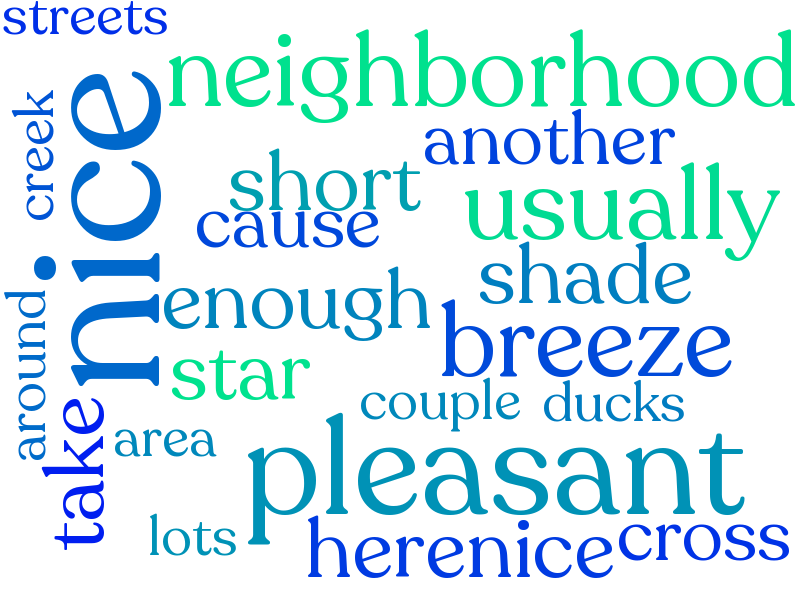 streets
neighborhood
creek
nice
another
short
usually
cause
shade
enough
around
breeze
star
couple
ducks
take
area
pleasant
lots
herenice
cross